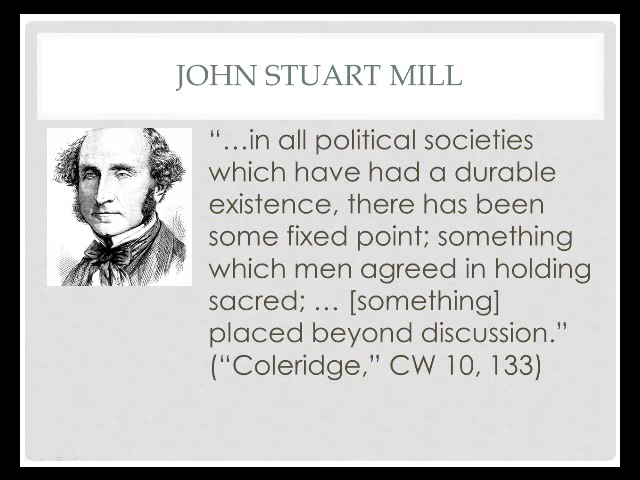 JOHN STUART MILL
“…in all political societies
which have had a durable
existence, there has been
some fixed point; something
which men agreed in holding
sacred; … [something]
placed beyond discussion.”
(“Coleridge,” CW 10, 133)